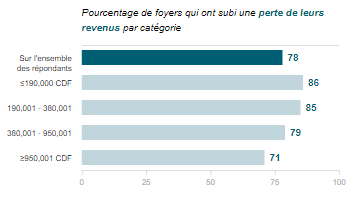 Pourcentage de foyers qui ont subi une perte de leurs
revenus par catégorie
Sur l'ensemble
des répondants
78
≤190,000 CDF
86
190,001 - 380,001
85
380,001 - 950,001
79
≥950,001 CDF
71
0 25 50 75 100